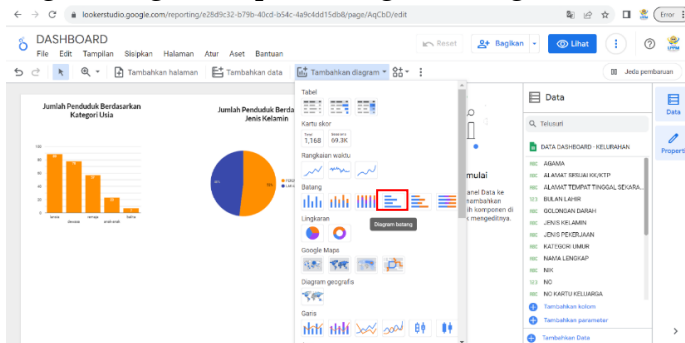 lookerstudio.google.com/reporting/e28d9c32-b79b-40cd-b54c-4a9c4dd15db8/page/AqCbD/edit
Error
DASHBOARD
File Edit Tampilan Sisipkan Halaman Atur Aset Bantuan
Reset
Bagikan
Lihat
Tambahkan halaman
Tambahkan data
Tambahkan diagram
Jeda pembaruan
Jumlah Penduduk Berdasarkan
Kategori Usia
Jumlah Penduduk Berda
Jenis Kelamin
Tabel
Kartu skor
Total
1,168
69.3K
Rangkaian waktu
Batang
Diagram batang
Lingkaran
Google Maps
Diagram geografis
Garis
mulai
anel Data ke
nembahkan
ih komponen di
k mengeditnya.
Data
Telusuri
DATA DASHBOARD - KELURAHAN
AGAMA
ALAMAT SESUAI KK/KTP
ALAMAT TEMPAT TINGGAL SEKARA...
BULAN LAHIR
GOLONGAN DARAH
JENIS KELAMIN
JENIS PEKERJAAN
KATEGORI UMUR
NAMA LENGKAP
NIK
NO
NO KARTU KELUARGA
Tambahkan kolom
Tambahkan parameter
Tambahkan Data
Data
Properti